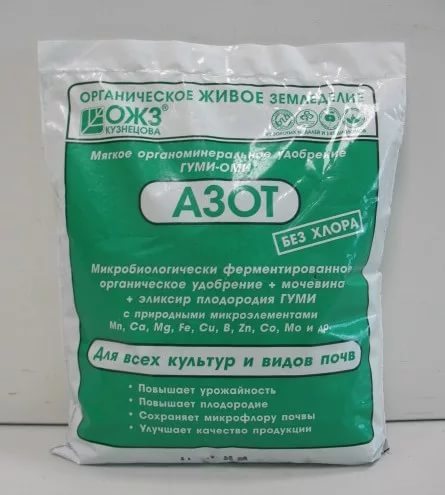 ОРГАНИЧЕСКОЕ ЖИВОЕ ЗЕМЛЕДЕЛИЕ
ОЖЗ®
КУЗНЕЦОВА
Мягкое органоминеральное удобрение
ГУМИ-ОМИ
АЗОТ
БЕЗ ХЛОРА
Микробиологически ферментированное
органическое удобрение + мочевина
+ эликсир плодородия ГУМИ
с природными микроэлементами
Mn, Ca, Mg, Fe, Cu, B, Zn, Co, Mo и др.
Для всех культур и видов почв
• Повышает урожайность
• Повышает плодородие
• Сохраняет микрофлору почвы
• Улучшает качество продукции